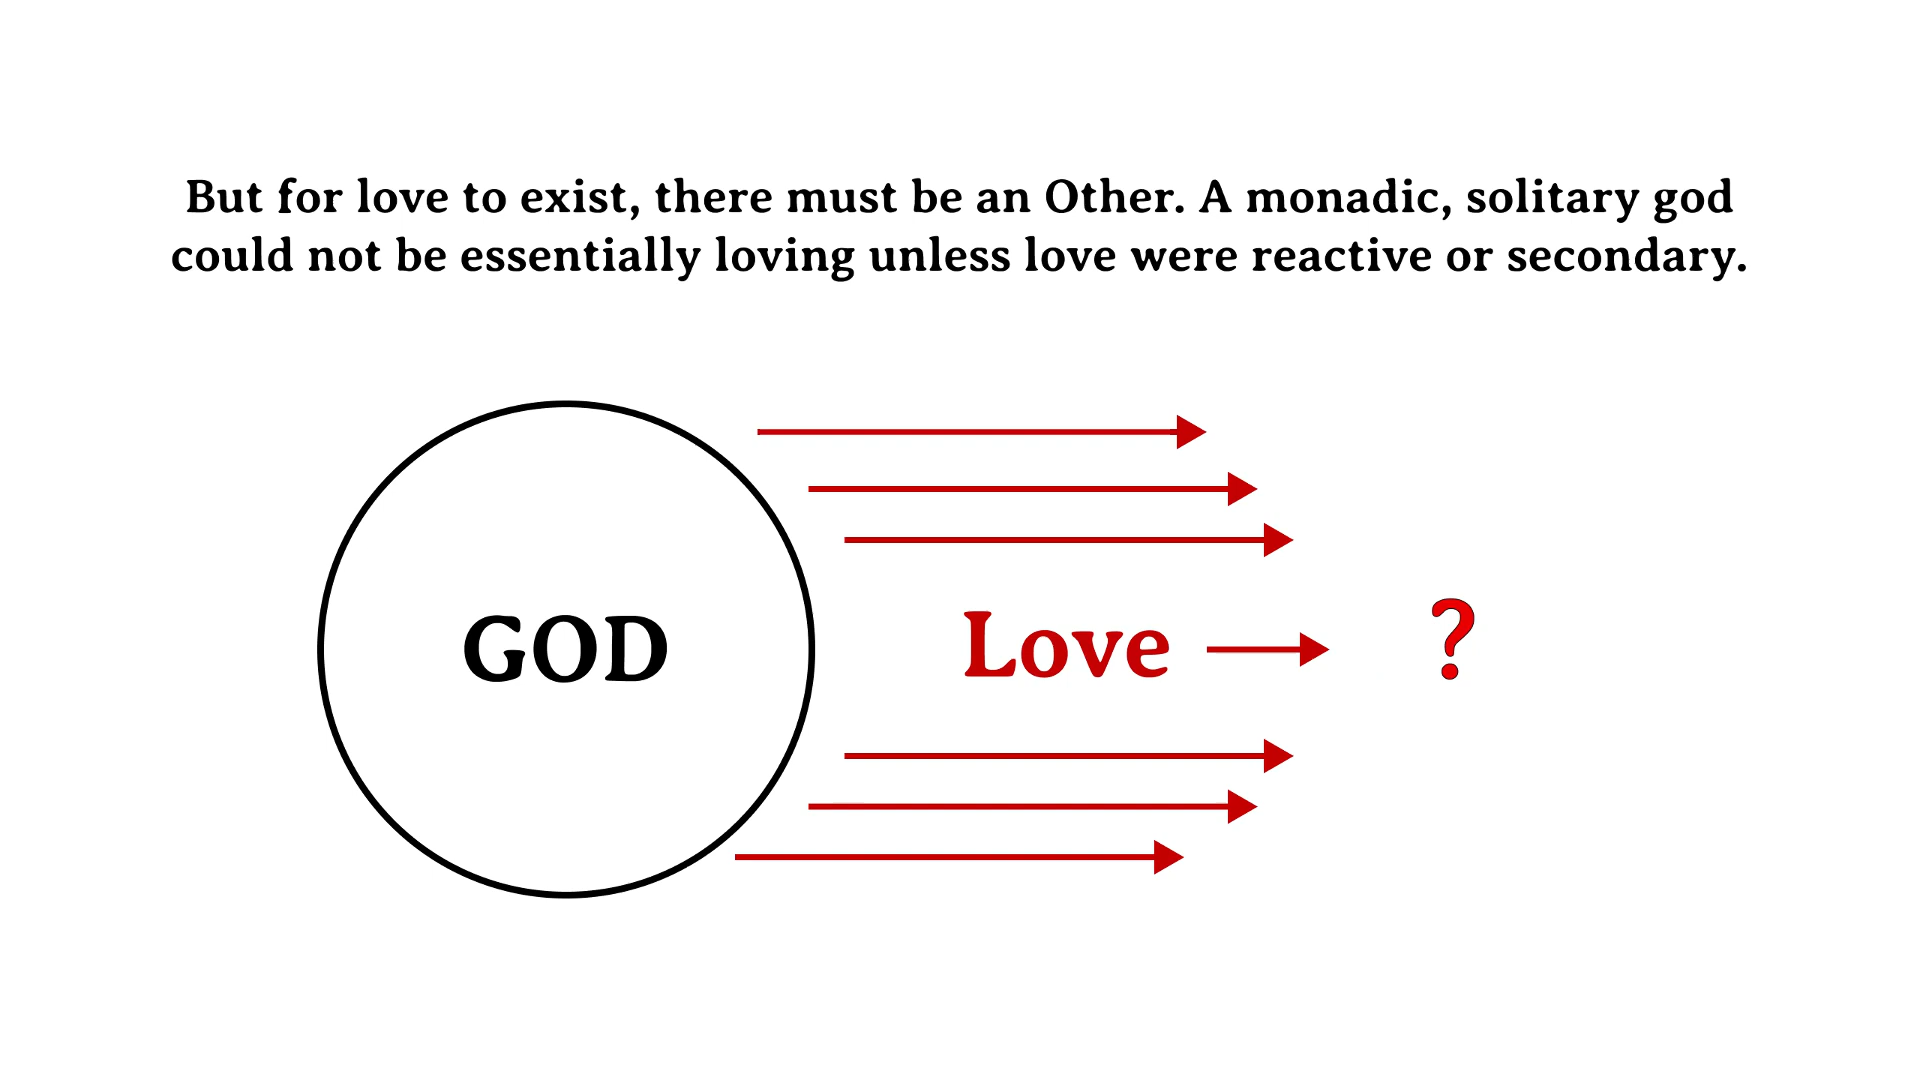 But for love to exist, there must be an Other. A monadic, solitary god
could not be essentially loving unless love were reactive or secondary.
GOD
Love
?